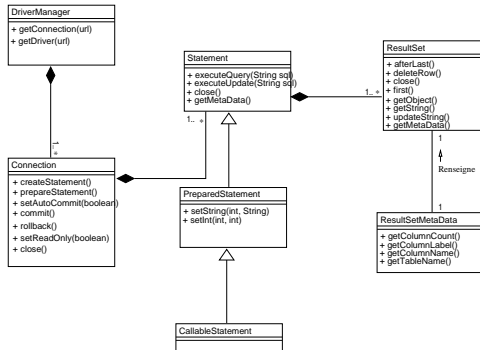 DriverManager
+ getConnection(url)
+ getDriver(url)
1.. *
Connection
+ createStatement()
+ prepareStatement()
+ setAutoCommit(boolean)
+ commit()
+ rollback()
+ setReadOnly(boolean)
+ close()
Statement
+ executeQuery(String sql)
+ executeUpdate(String sql)
+ close()
+ getMetaData()
1.. *
1.. *
PreparedStatement
+ setString(int, String)
+ setInt(int, int)
CallableStatement
ResultSet
+ afterLast()
+ deleteRow()
+ close()
+ first()
+ getObject()
+ getString()
+ updateString()
+ getMetaData()
1
Renseigne
1
ResultSetMetaData
+ getColumnCount()
+ getColumnLabel()
+ getColumnName()
+ getTableName()